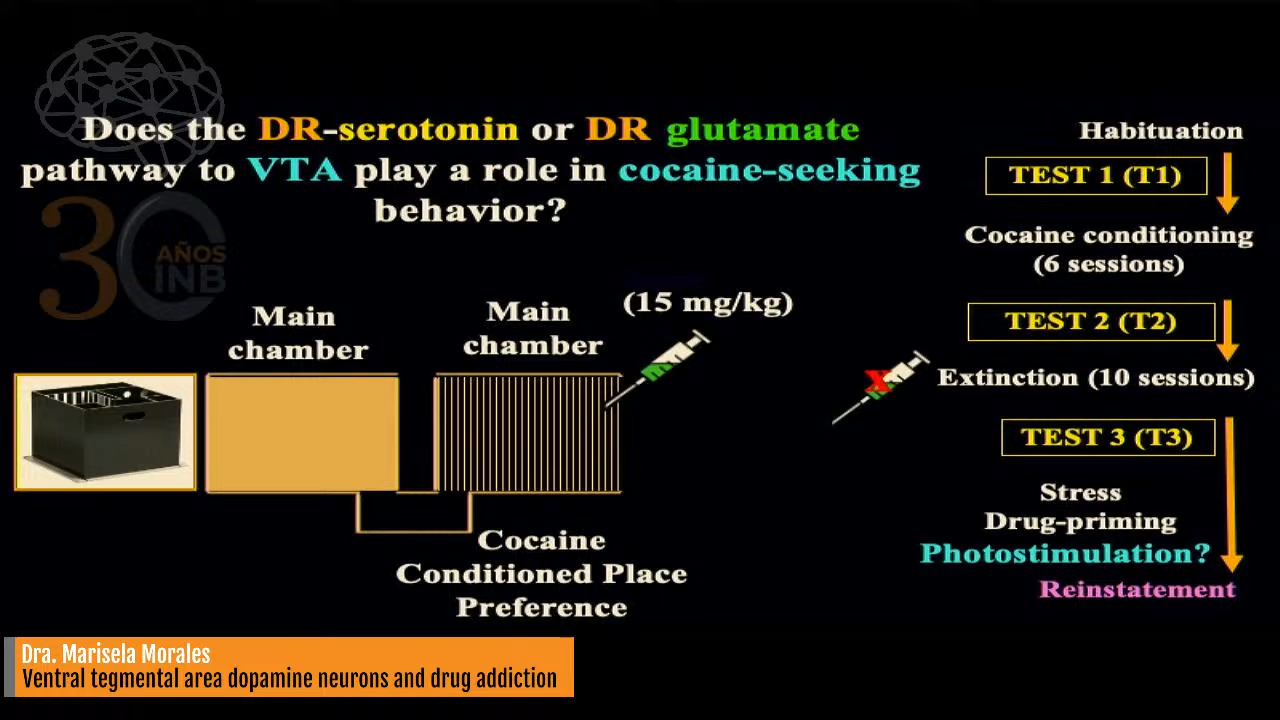 Does the DR-serotonin or DR glutamate
pathway to VTA play a role in cocaine-seeking
behavior?
30 AÑOS
INB
Main
chamber
Main
chamber
(15 mg/kg)
Cocaine
Conditioned Place
Preference
Habituation
TEST 1 (T1)
Cocaine conditioning
(6 sessions)
TEST 2 (T2)
Extinction (10 sessions)
TEST 3 (T3)
Stress
Drug-priming
Photostimulation?
Reinstatement
Dra. Marisela Morales
Ventral tegmental area dopamine neurons and drug addiction